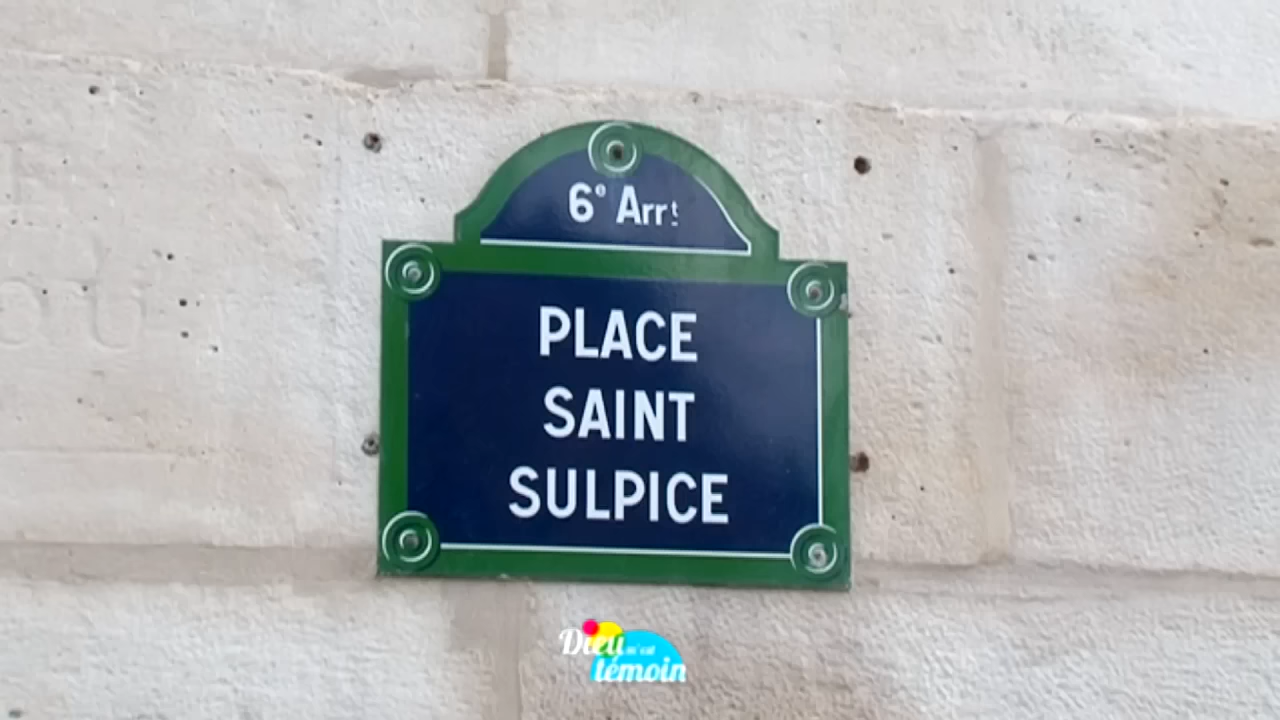 6e Arrt
PLACE
SAINT
SULPICE
Dieu m'est
témoin